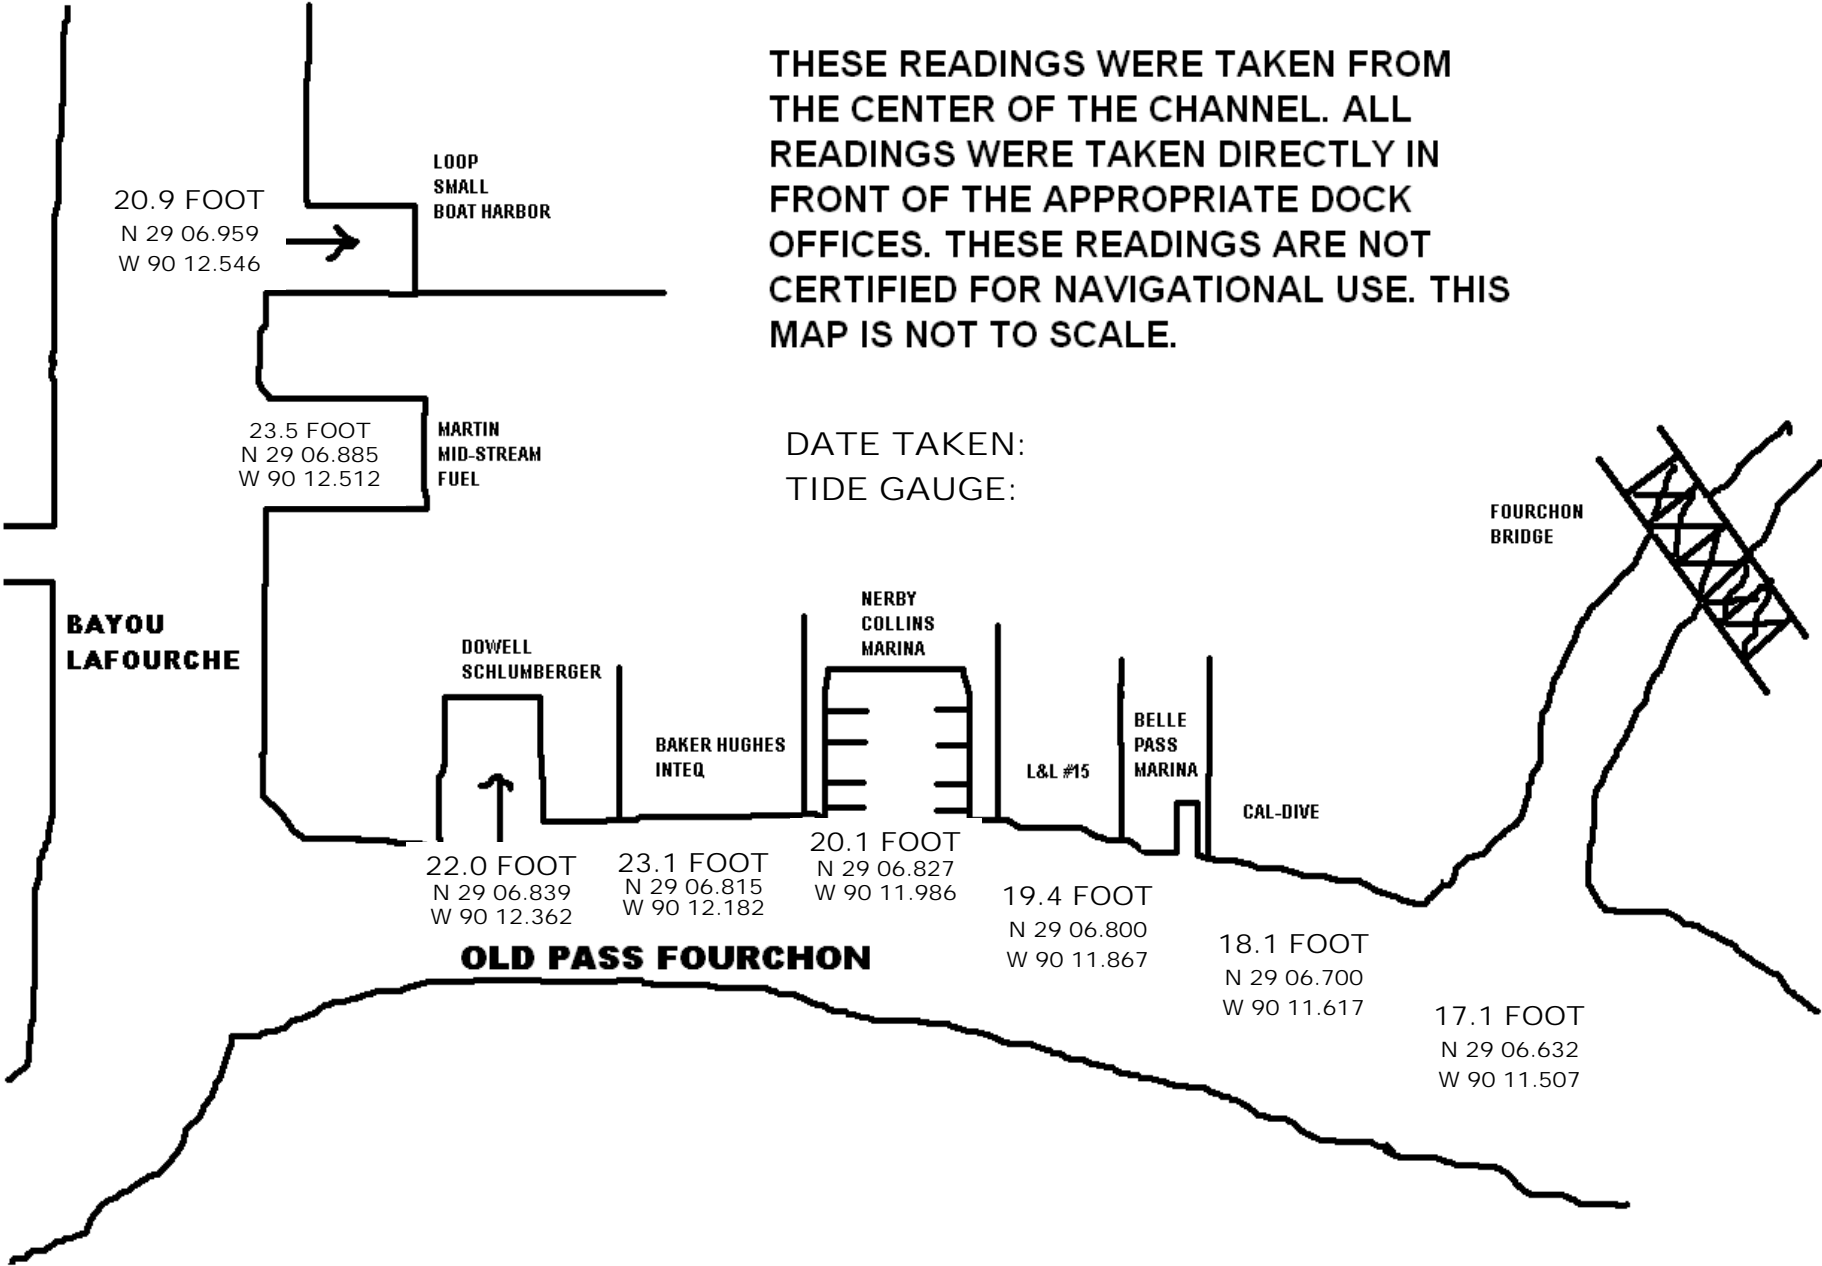 THESE READINGS WERE TAKEN FROM
THE CENTER OF THE CHANNEL. ALL
READINGS WERE TAKEN DIRECTLY IN
FRONT OF THE APPROPRIATE DOCK
OFFICES. THESE READINGS ARE NOT
CERTIFIED FOR NAVIGATIONAL USE. THIS
MAP IS NOT TO SCALE.
LOOP
SMALL
BOAT HARBOR
20.9 FOOT
N 29 06.959
W 90 12.546
23.5 FOOT
N 29 06.885
W 90 12.512
MARTIN
MID-STREAM
FUEL
DATE TAKEN:
TIDE GAUGE:
FOURCHON
BRIDGE
BAYOU
LAFOURCHE
DOWELL
SCHLUMBERGER
NERBY
COLLINS
MARINA
BAKER HUGHES
INTEQ
L&L #15
BELLE
PASS
MARINA
CAL-DIVE
22.0 FOOT
N 29 06.839
W 90 12.362
23.1 FOOT
N 29 06.815
W 90 12.182
20.1 FOOT
N 29 06.827
W 90 11.986
19.4 FOOT
N 29 06.800
W 90 11.867
18.1 FOOT
N 29 06.700
W 90 11.617
17.1 FOOT
N 29 06.632
W 90 11.507
OLD PASS FOURCHON